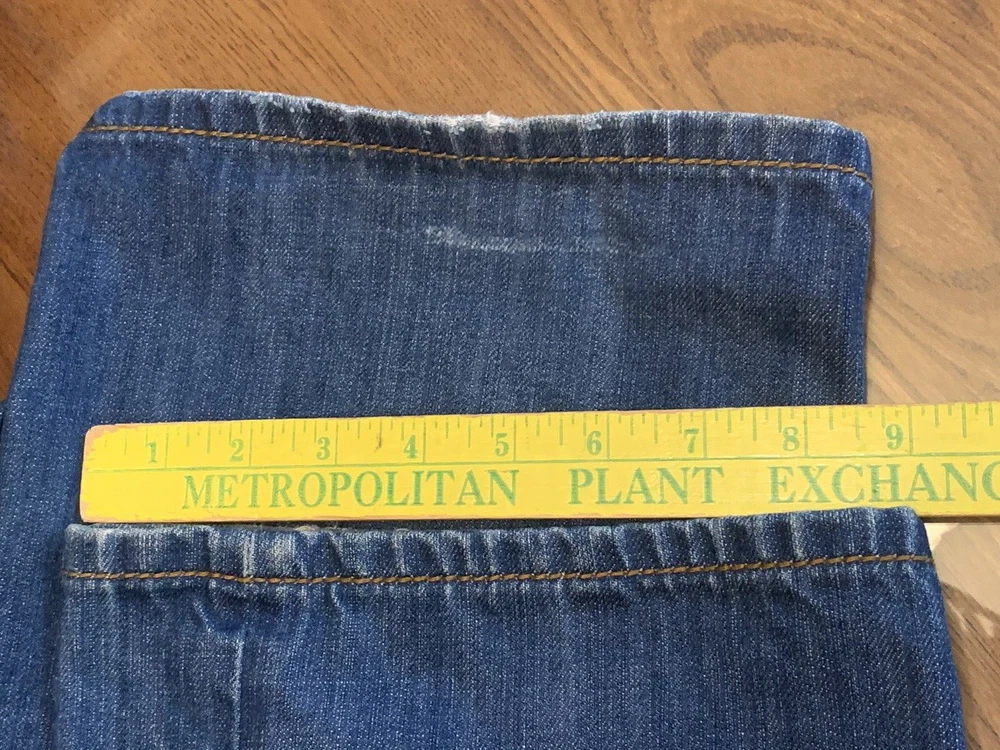 1 2 3 4 5 6 7 8 9
METROPOLITAN PLANT EXCHANG